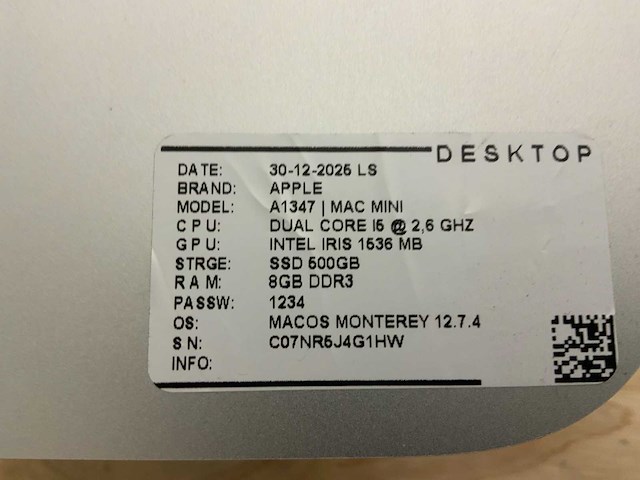 DESKTOP
DATE: 30-12-2025 LS
BRAND: APPLE
MODEL: A1347 | MAC MINI
CPU: DUAL CORE I5 @ 2,6 GHZ
GPU: INTEL IRIS 1536 MB
STRGE: SSD 500GB
RAM: 8GB DDR3
PASSW: 1234
OS: MACOS MONTEREY 12.7.4
SN: C07NR5J4G1HW
INFO: